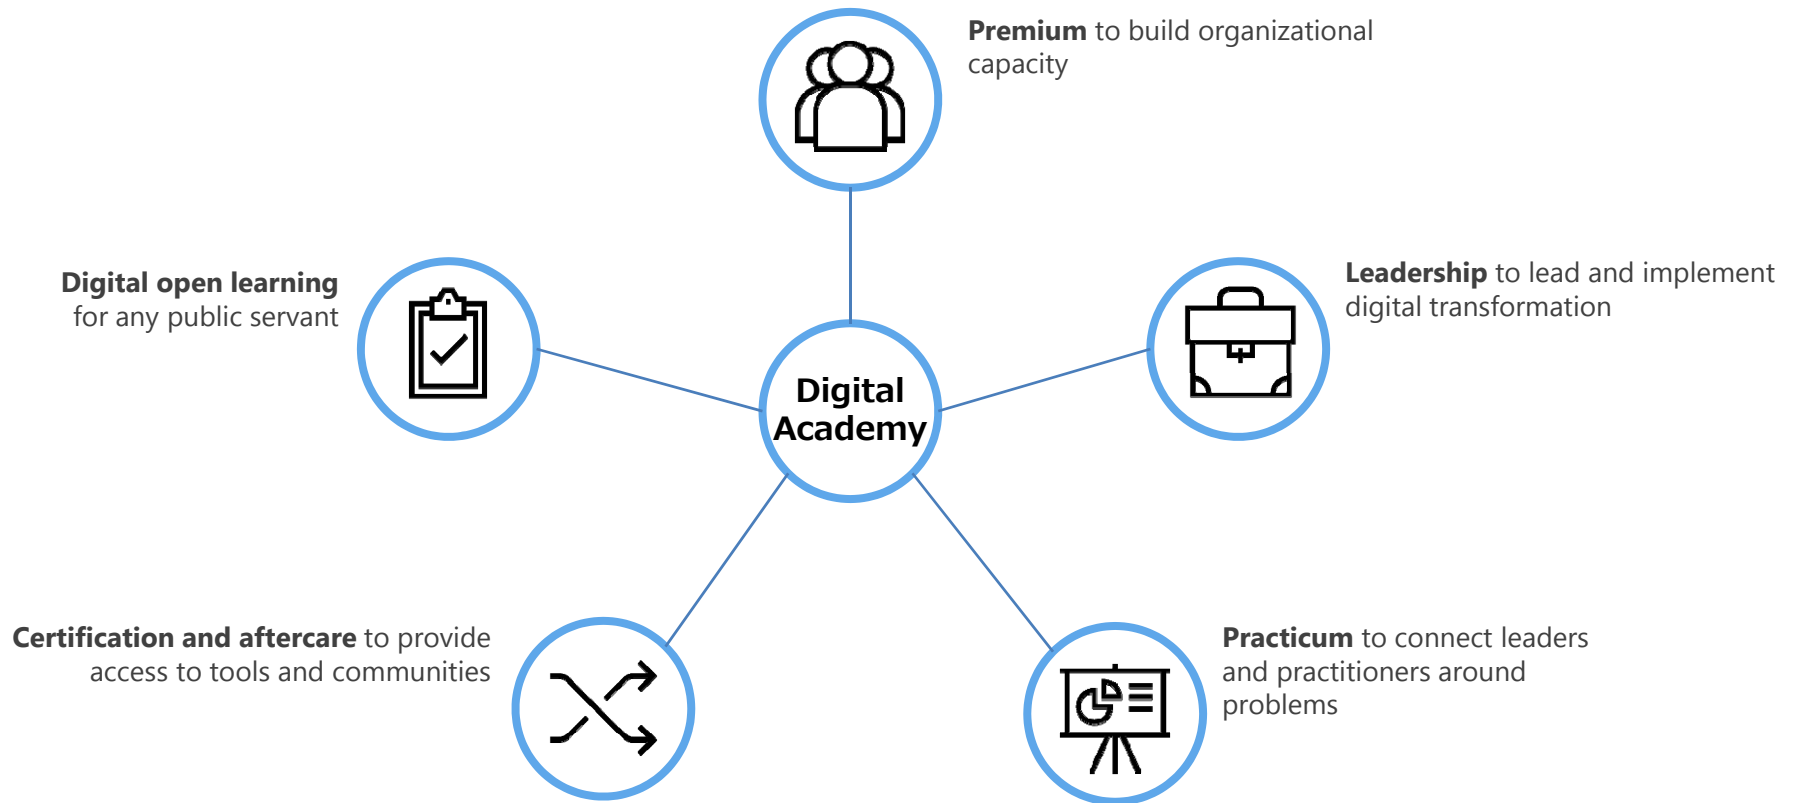 Premium to build organizational
capacity
Digital open learning
for any public servant
Leadership to lead and implement
digital transformation
Digital
Academy
Certification and aftercare to provide
access to tools and communities
Practicum to connect leaders
and practitioners around
problems